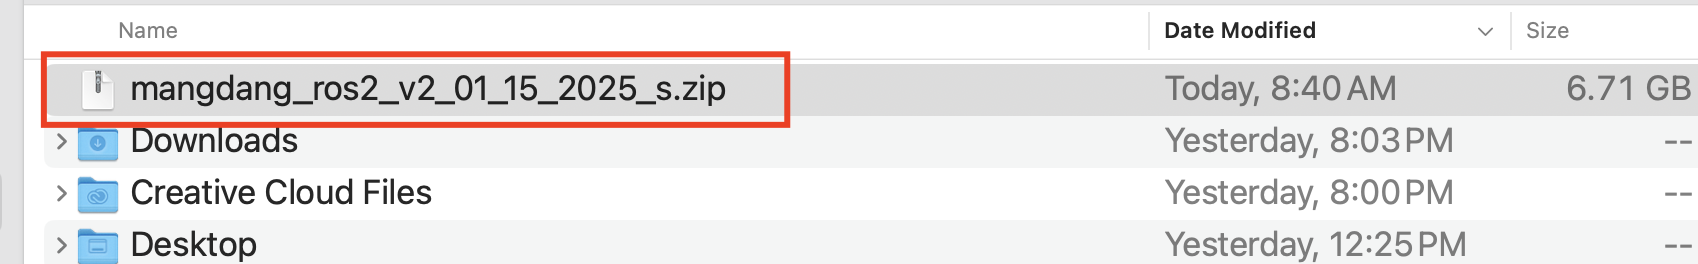 Name Date Modified Size
mangdang_ros2_v2_01_15_2025_s.zip Today, 8:40 AM 6.71 GB
Downloads Yesterday, 8:03 PM --
Creative Cloud Files Yesterday, 8:00 PM --
Desktop Yesterday, 12:25 PM --